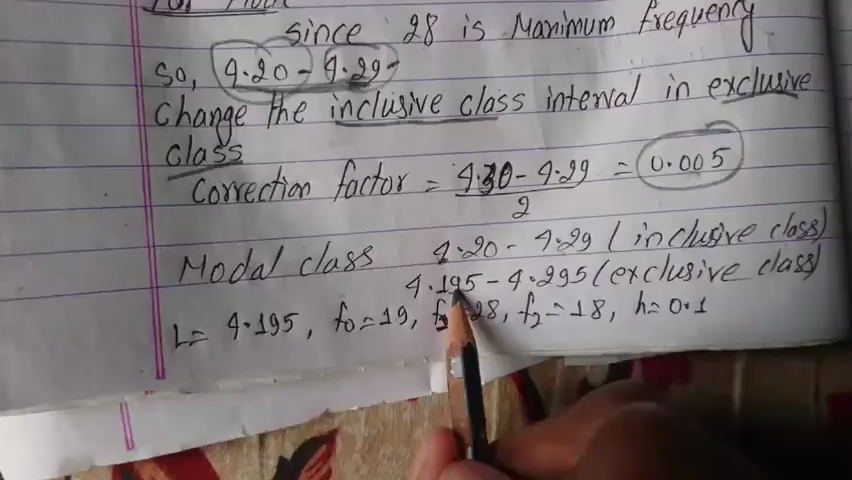 For Mode
since 28 is Maximum frequency
So, 4.20 - 4.29
Change the inclusive class interval in exclusive
class
Correction factor = 4.30 - 4.29 / 2 = 0.005
Modal class 4.20 - 4.29 (inclusive class)
4.195 - 4.295 (exclusive class)
L = 4.195, f0 = 19, f1 = 28, f2 = 18, h = 0.1